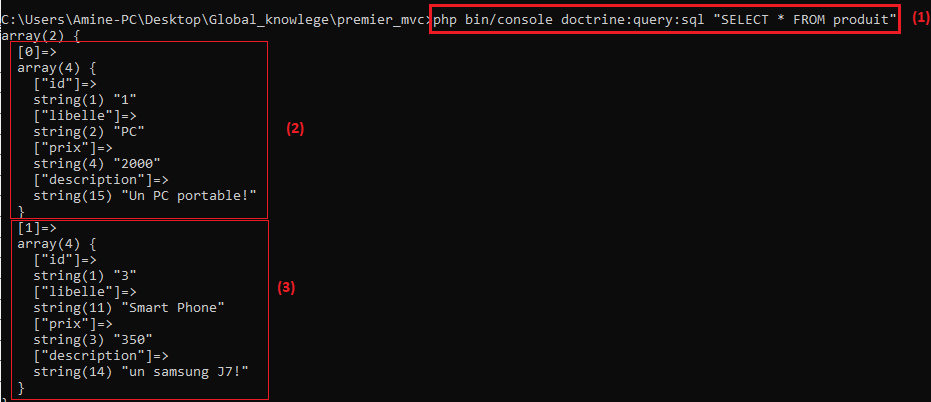 C:\Users\Amine-PC\Desktop\Global_knowlege\premier_mvc>php bin/console doctrine:query:sql "SELECT * FROM produit" (1)
array(2) {
  [0]=>
  array(4) {
    ["id"]=>
    string(1) "1"
    ["libelle"]=>
    string(2) "PC" (2)
    ["prix"]=>
    string(4) "2000"
    ["description"]=>
    string(15) "Un PC portable!"
  }
  [1]=>
  array(4) {
    ["id"]=>
    string(1) "3" (3)
    ["libelle"]=>
    string(11) "Smart Phone"
    ["prix"]=>
    string(3) "350"
    ["description"]=>
    string(14) "un samsung J7!"
  }
}